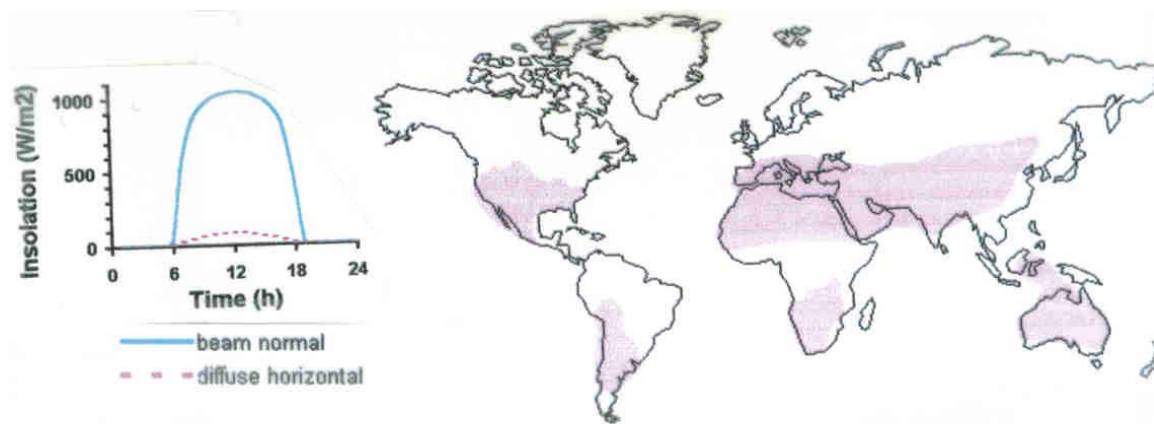 Insolation (W/m2)
1000
500
0
0 6 12 18 24
Time (h)
beam normal
diffuse horizontal